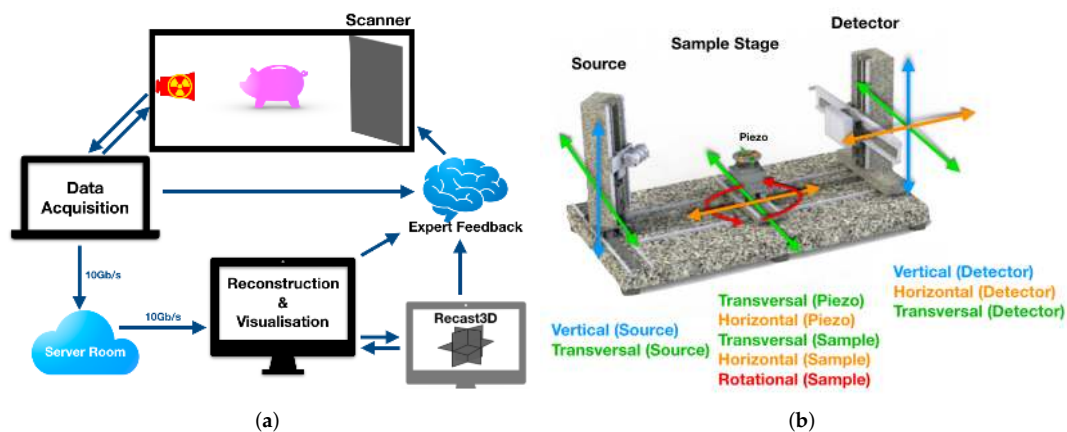 Scanner
Data
Acquisition
Expert Feedback
10Gb/s
Server Room
10Gb/s
Reconstruction
&
Visualisation
Recast3D
(a)
Detector
Sample Stage
Source
Piezo
Vertical (Detector)
Horizontal (Detector)
Transversal (Detector)
Transversal (Piezo)
Horizontal (Piezo)
Transversal (Sample)
Horizontal (Sample)
Rotational (Sample)
Vertical (Source)
Transversal (Source)
(b)